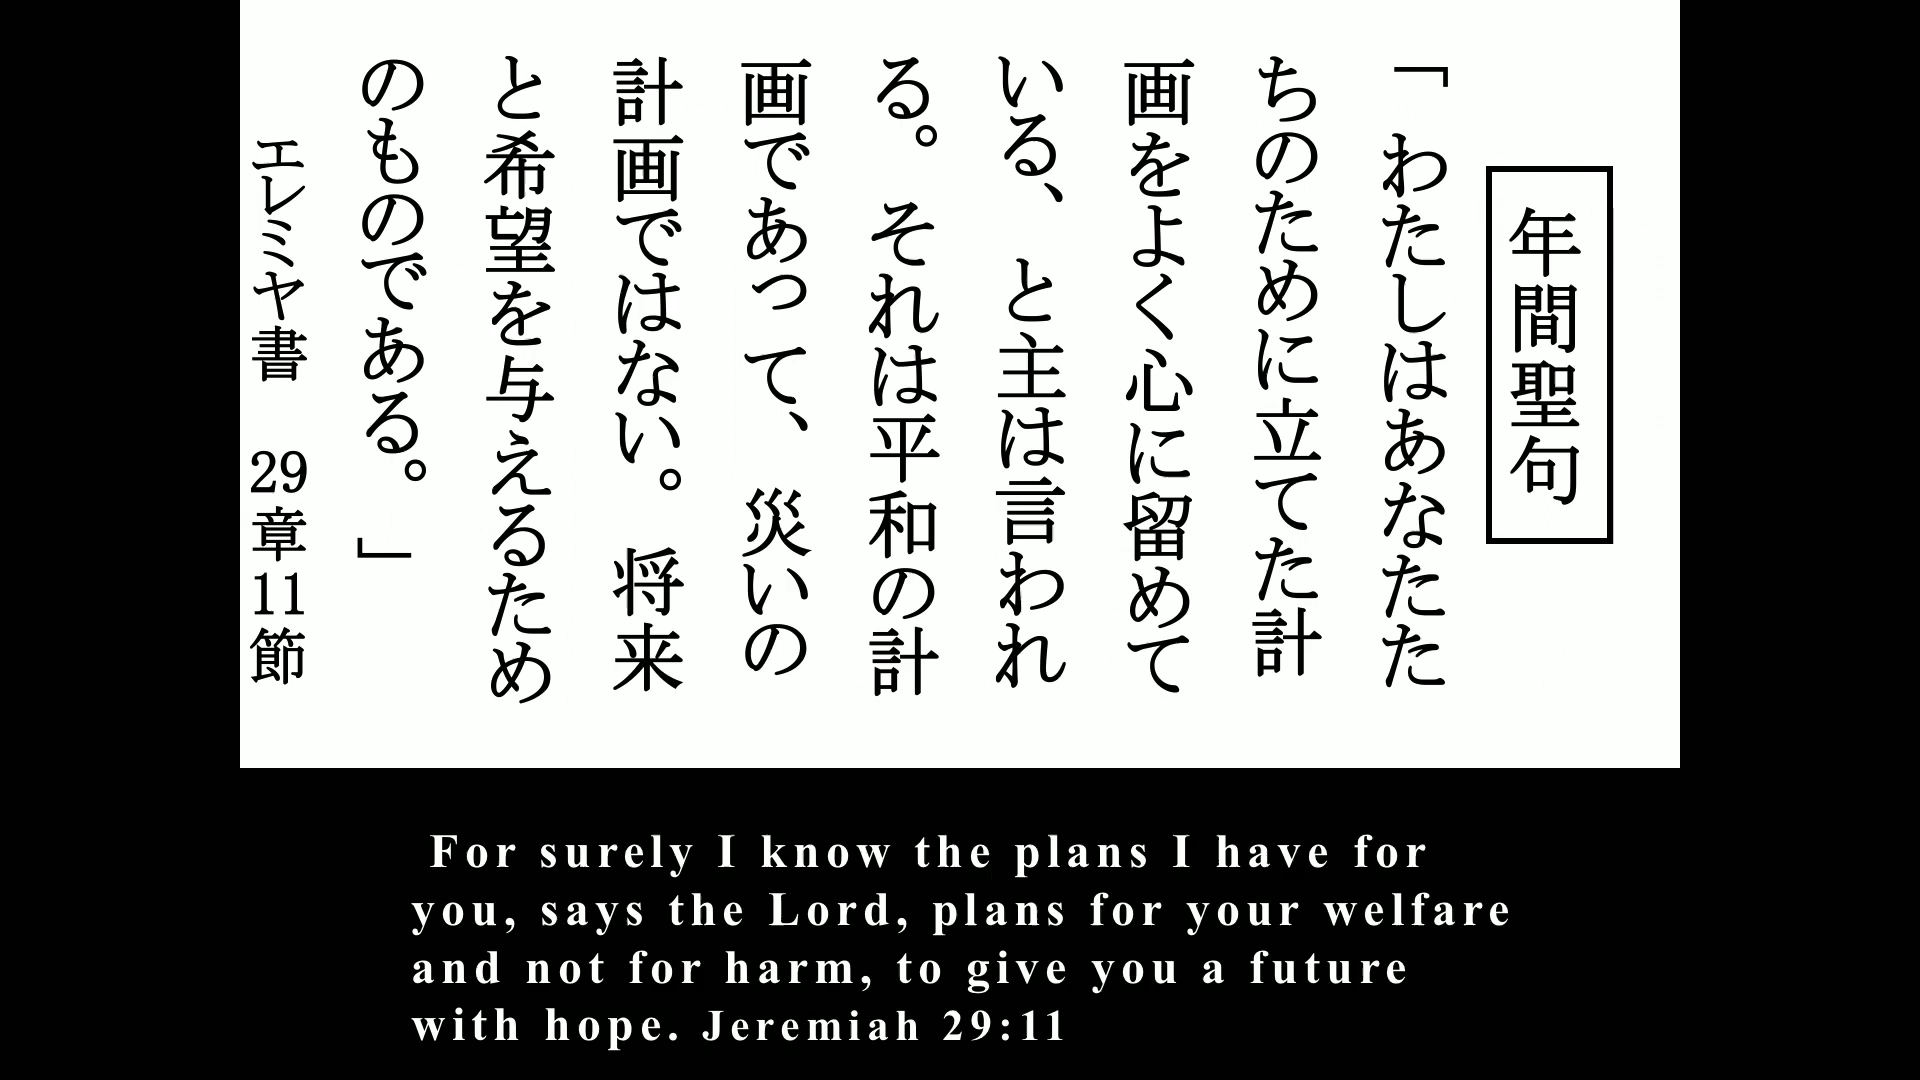 年間聖句
「 わたしはあなたた
ちのために立てた計
画をよく心に留めて
いる、 と主は言われ
る。 それは平和の計
画であって、 災いの
計画ではない。 将来
と希望を与えるため
のものである。 」
エレミヤ書 29章11節
For surely I know the plans I have for
you, says the Lord, plans for your welfare
and not for harm, to give you a future
with hope. Jeremiah 29:11